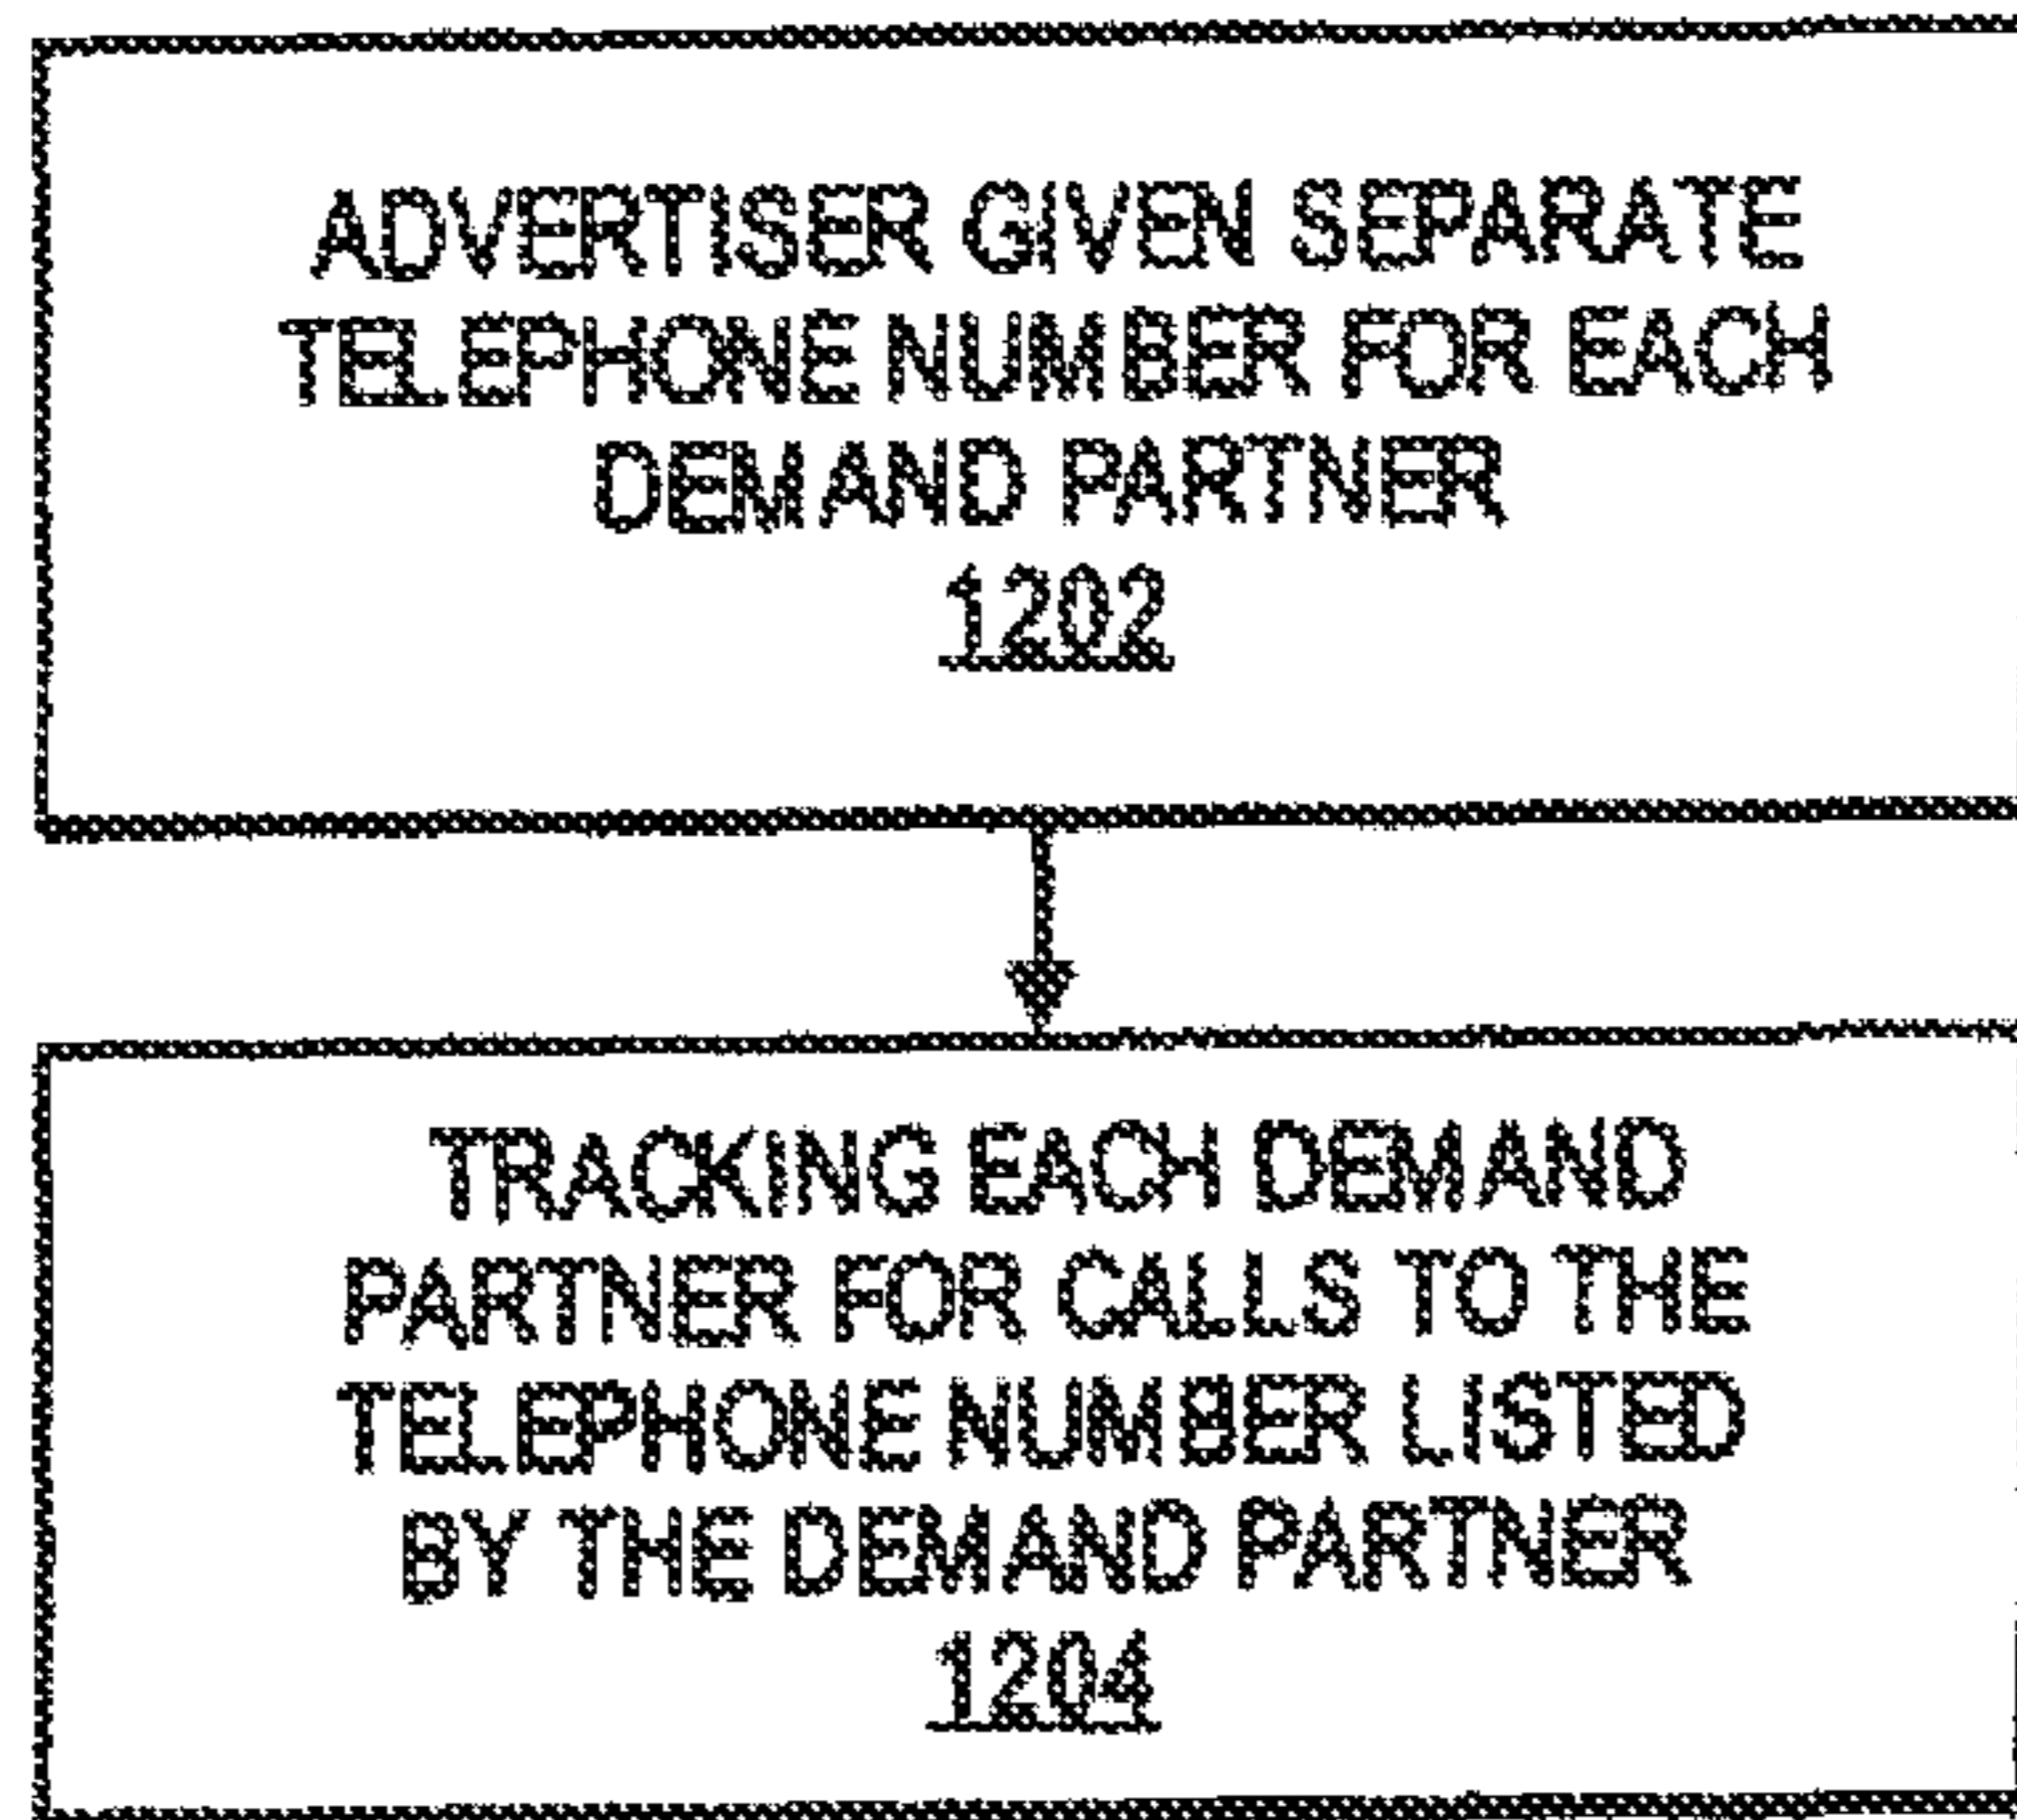 ADVERTISER GIVEN SEPARATE
TELEPHONE NUMBER FOR EACH
DEMAND PARTNER
1202
TRACKING EACH DEMAND
PARTNER FOR CALLS TO THE
TELEPHONE NUMBER LISTED
BY THE DEMAND PARTNER
1204